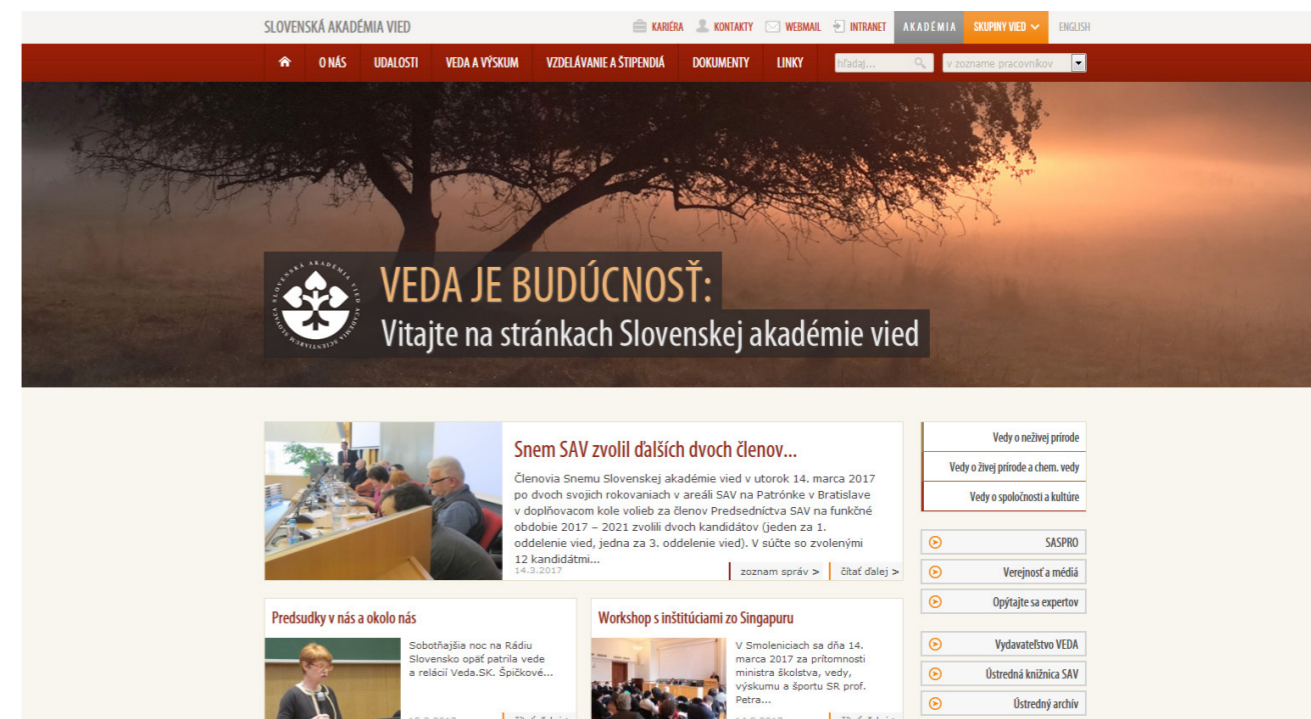 SLOVENSKÁ AKADÉMIA VIED
KARIÉRA KONTAKTY WEBMAIL INTRANET AKADÉMIA SKUPINY VIED ENGLISH
O NÁS UDALOSTI VEDA A VÝSKUM VZDELÁVANIE A ŠTIPENDIÁ DOKUMENTY LINKY hľadaj... v zozname pracovníkov
SLOVENSKÁ AKADÉMIA VIED
ACADEMIA SCIENTIARUM SLOVACA
VEDA JE BUDÚCNOSŤ:
Vitajte na stránkach Slovenskej akadémie vied
Snem SAV zvolil ďalších dvoch členov...
Členovia Snemu Slovenskej akadémie vied v utorok 14. marca 2017
po dvoch svojich rokovaniach v areáli SAV na Patrónke v Bratislave
v doplňovacom kole volieb za členov Predsedníctva SAV na funkčné
obdobie 2017 – 2021 zvolili dvoch kandidátov (jeden za 1.
oddelenie vied, jedna za 3. oddelenie vied). V súčte so zvolenými
12 kandidátmi...
14.3.2017
zoznam správ >
čítať ďalej >
Predsudky v nás a okolo nás
Sobotňajšia noc na Rádiu
Slovensko opäť patrila vede
a relácií Veda.SK. Špičkové...
Workshop s inštitúciami zo Singapuru
V Smoleniciach sa dňa 14.
marca 2017 za prítomnosti
ministra školstva, vedy,
výskumu a športu SR prof.
Petra...
Vedy o neživej prírode
Vedy o živej prírode a chem. vedy
Vedy o spoločnosti a kultúre
SASPRO
Verejnosť a médiá
Opýtajte sa expertov
Vydavateľstvo VEDA
Ústredná knižnica SAV
Ústredný archív